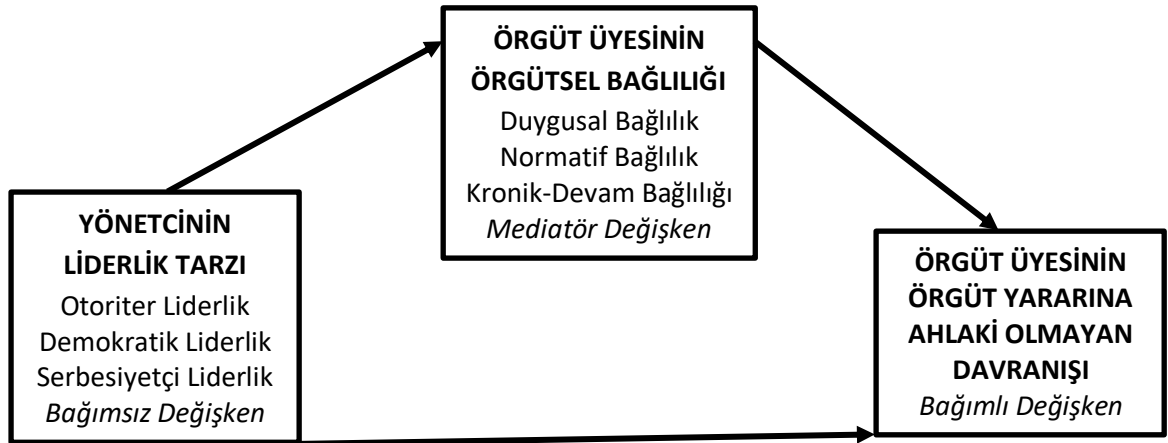 ÖRGÜT ÜYESİNİN
ÖRGÜTSEL BAĞLILIĞI
Duygusal Bağlılık
Normatif Bağlılık
Kronik-Devam Bağlılığı
Mediatör Değişken
YÖNETCİNİN
LİDERLİK TARZI
Otoriter Liderlik
Demokratik Liderlik
Serbesiyetçi Liderlik
Bağımsız Değişken
ÖRGÜT ÜYESİNİN
ÖRGÜT YARARINA
AHLAKİ OLMAYAN
DAVRANIŞI
Bağımlı Değişken